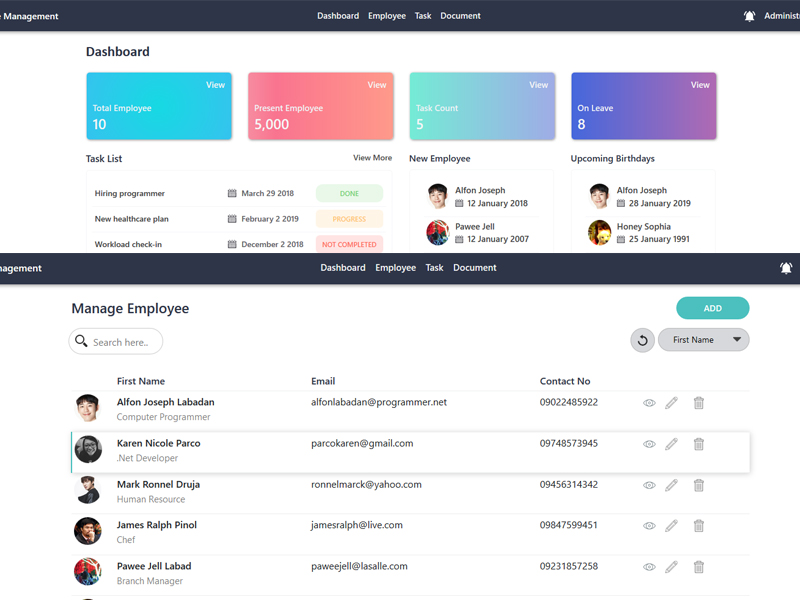 Management Dashboard Employee Task Document
Dashboard
View View View View
Total Employee Present Employee Task Count On Leave
10 5,000 5 8
Task List View More New Employee Upcoming Birthdays
Hiring programmer March 29 2018 DONE
New healthcare plan February 2 2019 PROGRESS
Workload check-in December 2 2018 NOT COMPLETED
Alfon Joseph
12 January 2018
Pawee Jell
12 January 2007
Alfon Joseph
28 January 2019
Honey Sophia
25 January 1991
Dashboard Employee Task Document
Manage Employee ADD
Search here.. First Name
First Name Email Contact No
Alfon Joseph Labadan alfonlabadan@programmer.net 09022485922
Computer Programmer
Karen Nicole Parco parcokaren@gmail.com 09748573945
.Net Developer
Mark Ronnel Druja ronnelmarck@yahoo.com 09456314342
Human Resource
James Ralph Pinol jamesralph@live.com 09847599451
Chef
Pawee Jell Labad paweejell@lasalle.com 09231857258
Branch Manager